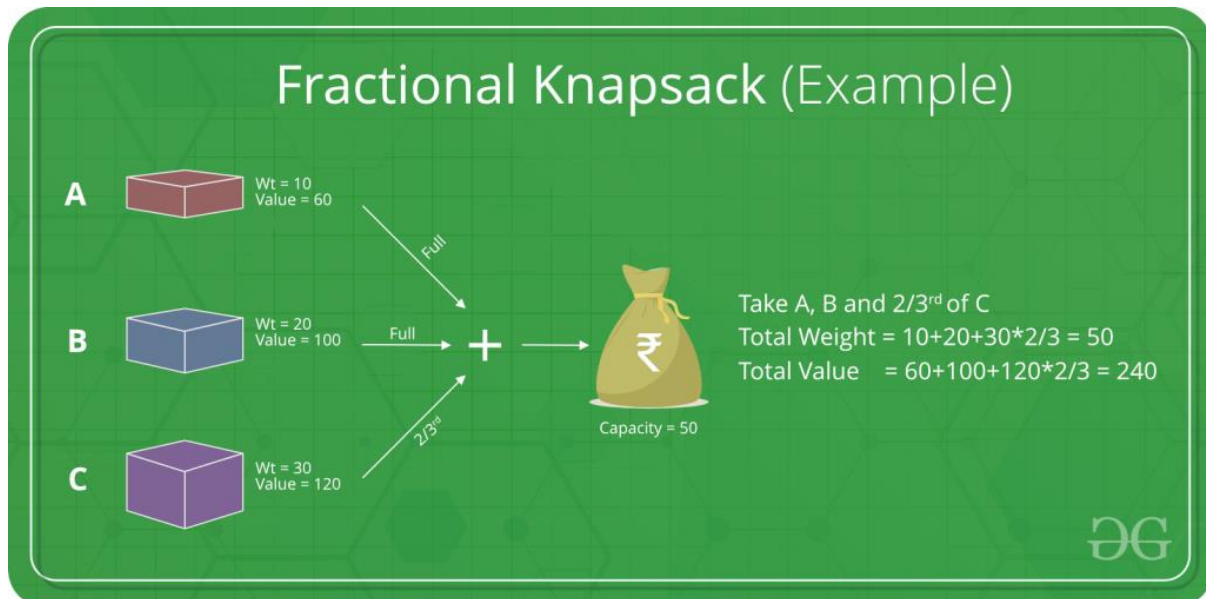 Fractional Knapsack (Example)
A
Wt = 10
Value = 60
Full
B
Wt = 20
Value = 100
Full
C
Wt = 30
Value = 120
2/3rd
+
₹
Capacity = 50
Take A, B and 2/3rd of C
Total Weight = 10+20+30*2/3 = 50
Total Value = 60+100+120*2/3 = 240